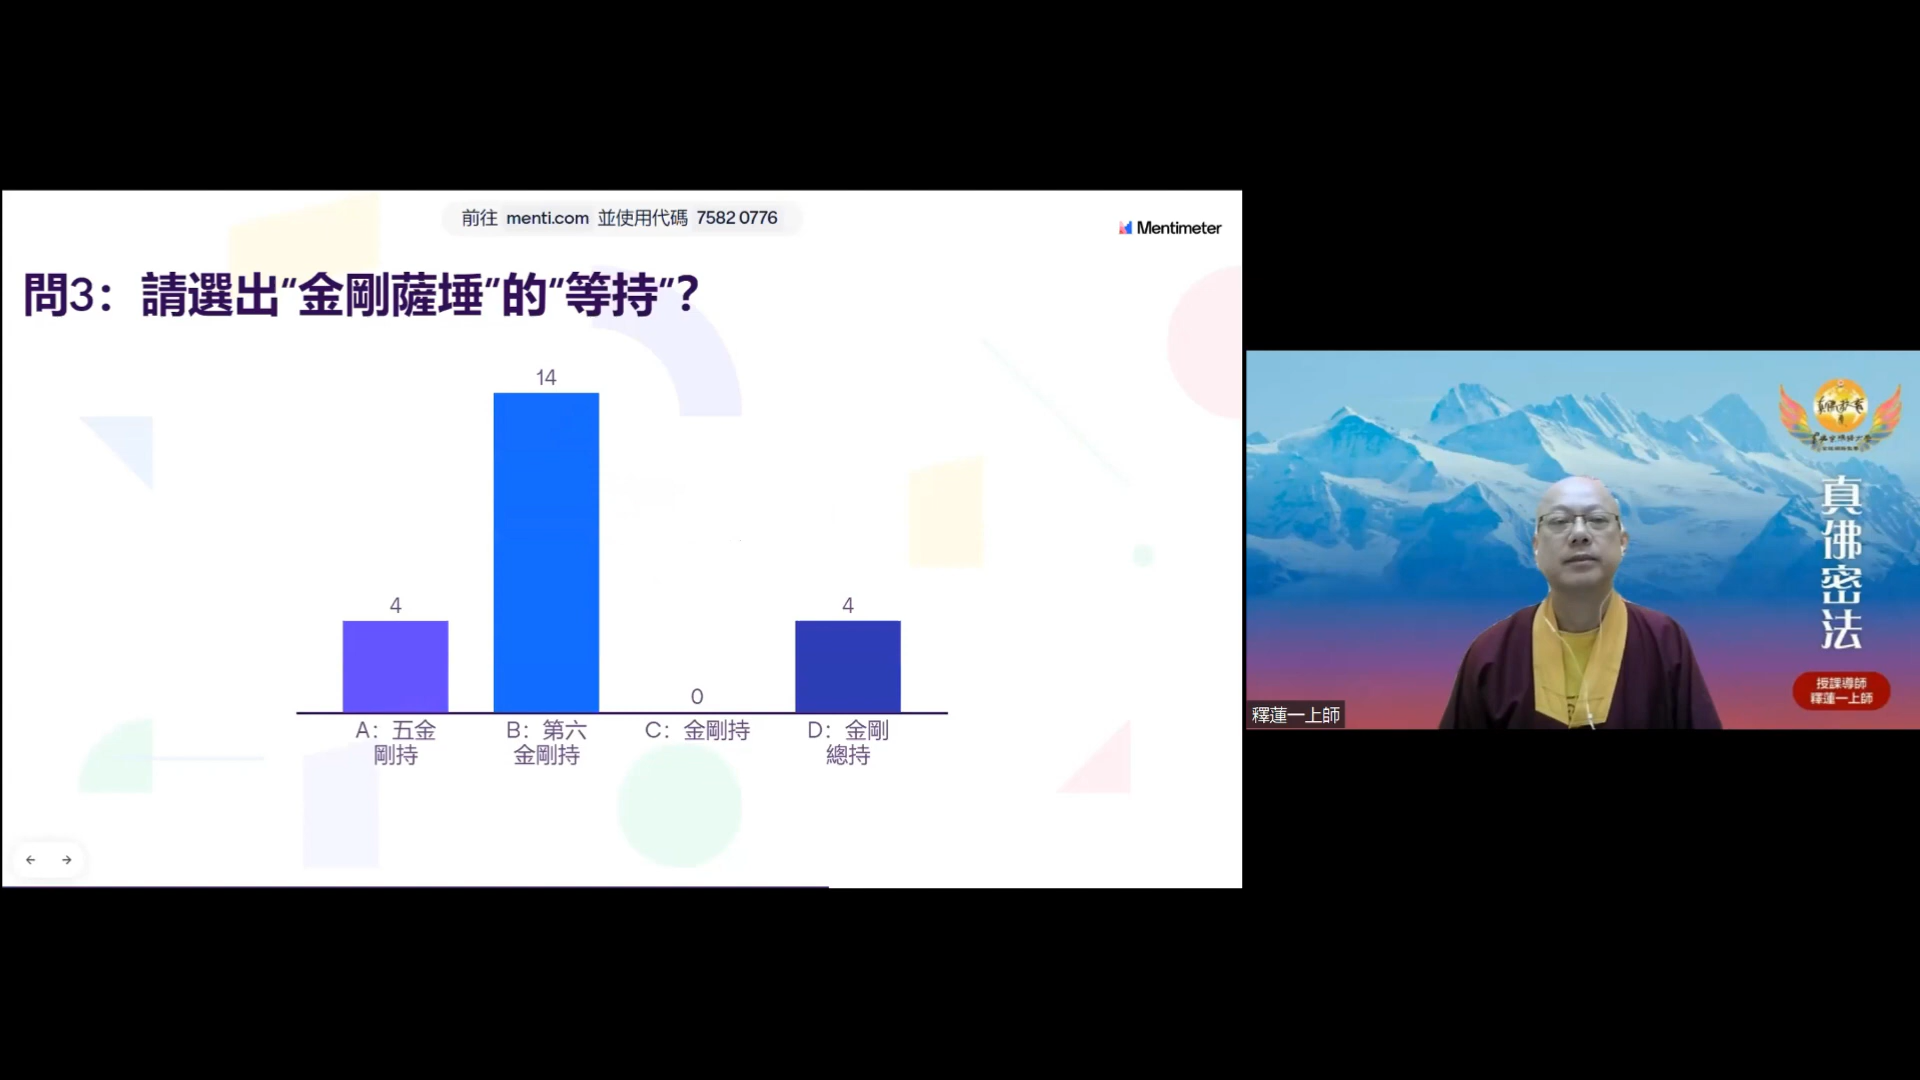 前往 menti.com 並使用代碼 7582 0776
Mentimeter
問3：請選出“金剛薩埵”的“等持”？
14
4
4
0
A：五金
剛持
B：第六
金剛持
C：金剛持
D：金剛
總持
真佛密法
授課導師
釋蓮一上師
釋蓮一上師